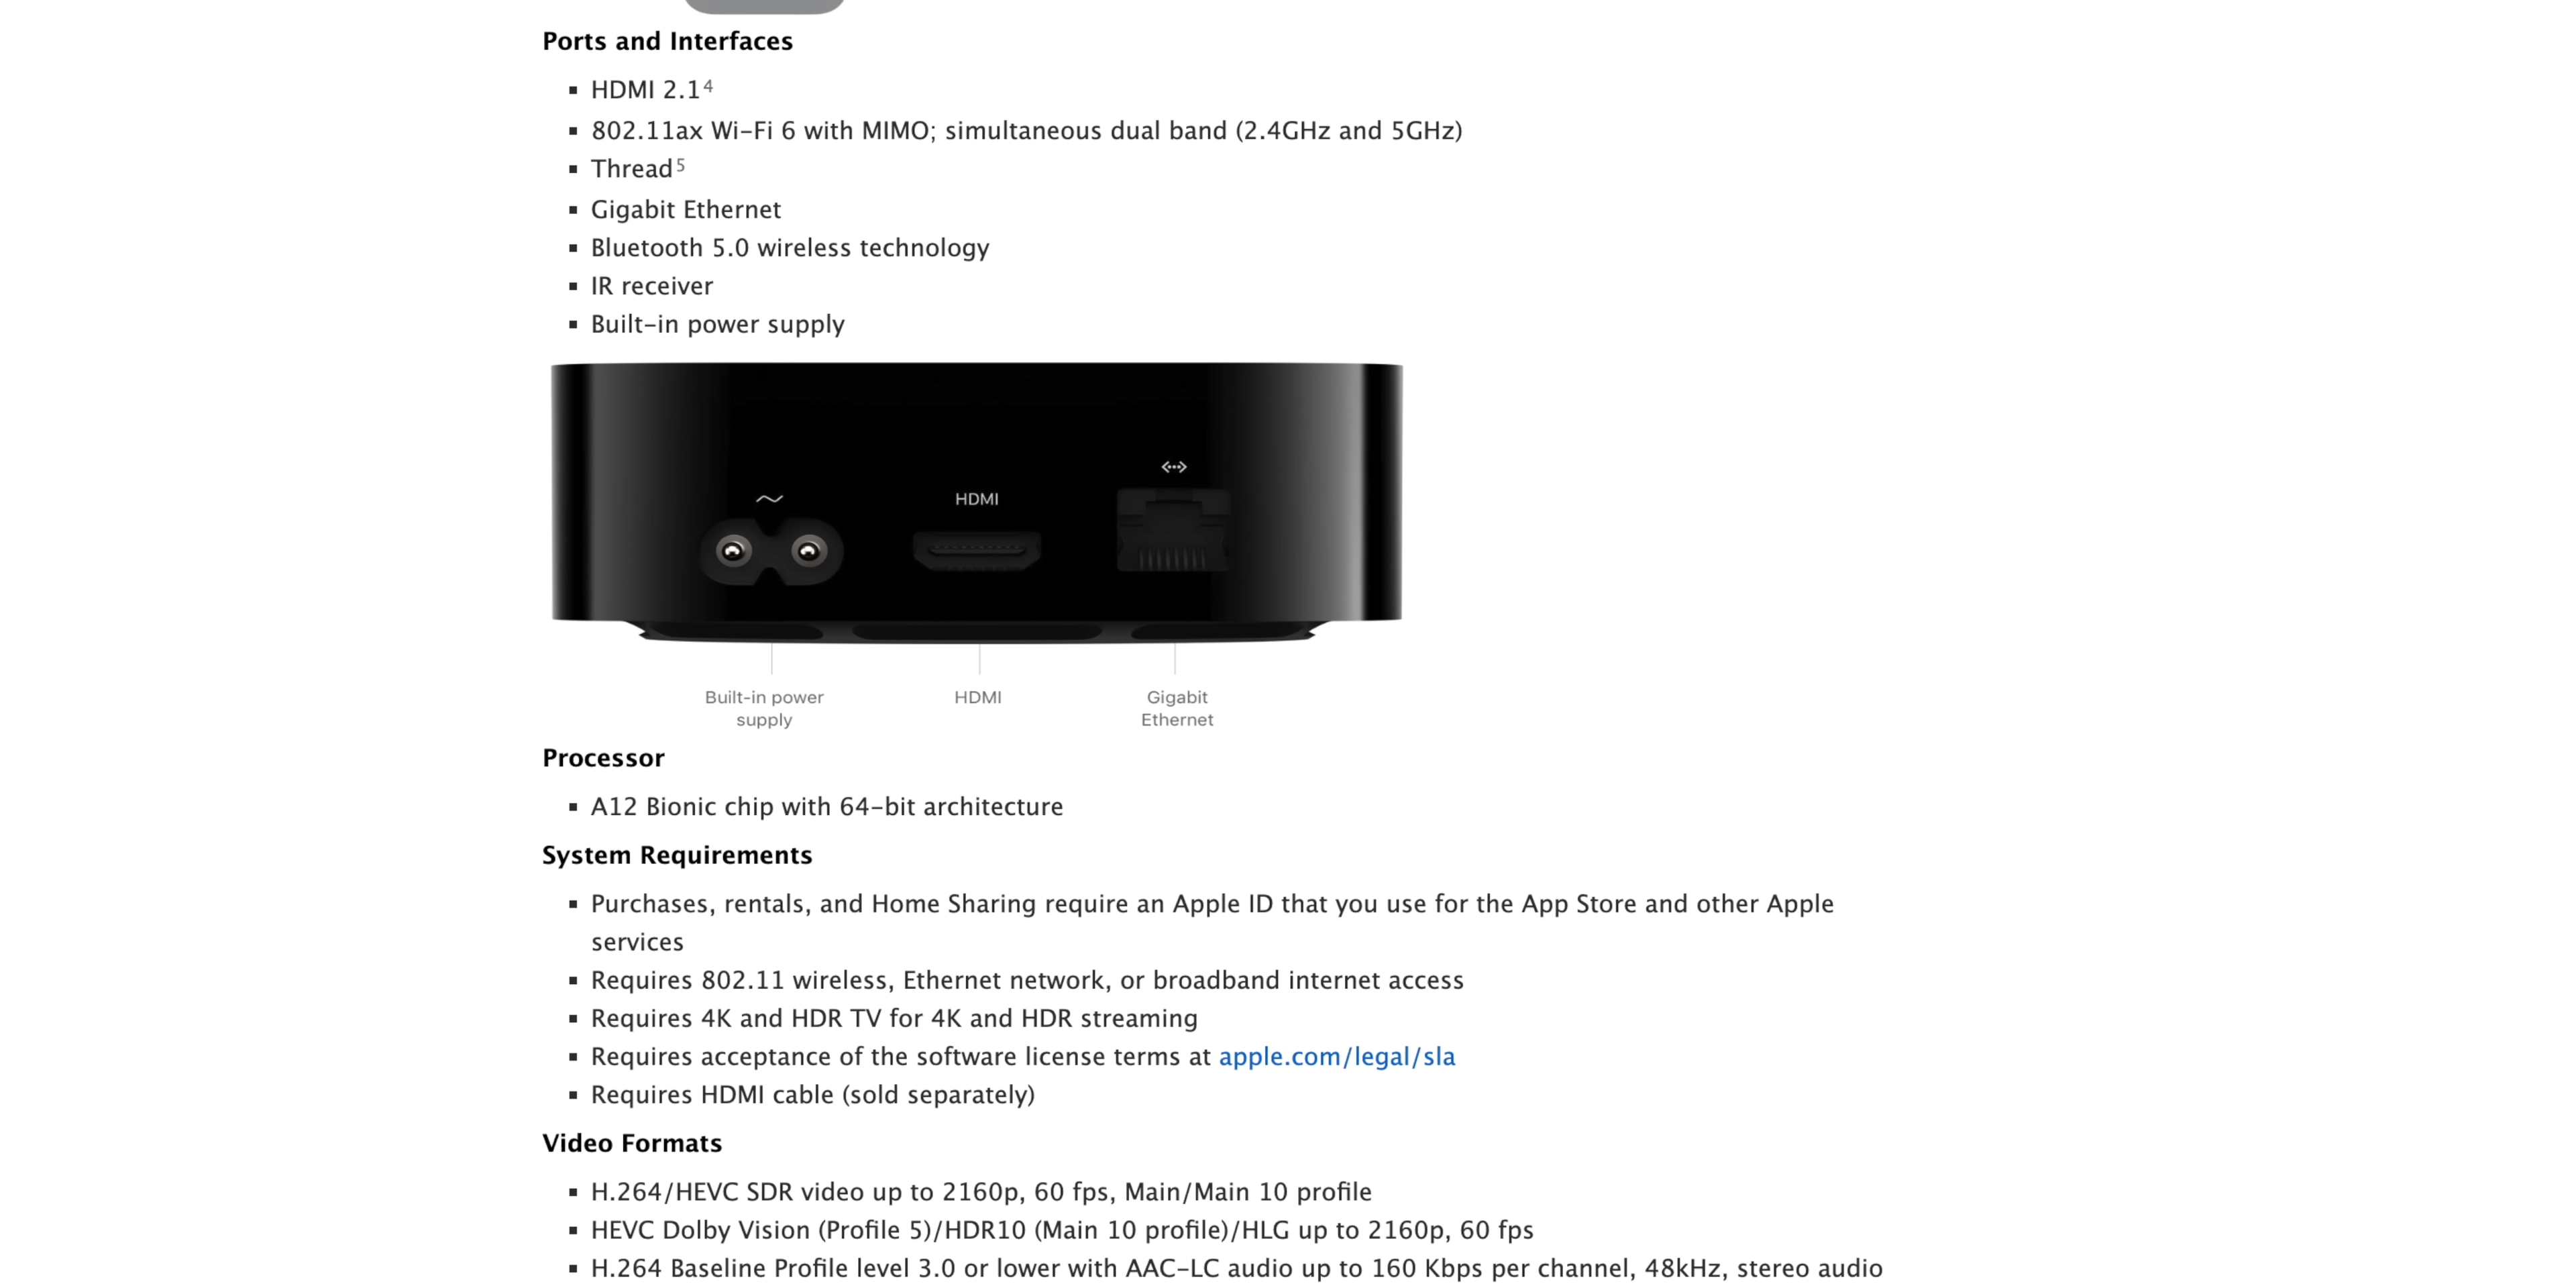 Ports and Interfaces
▪ HDMI 2.1⁴
▪ 802.11ax Wi-Fi 6 with MIMO; simultaneous dual band (2.4GHz and 5GHz)
▪ Thread⁵
▪ Gigabit Ethernet
▪ Bluetooth 5.0 wireless technology
▪ IR receiver
▪ Built-in power supply
HDMI
Built-in power
supply
HDMI
Gigabit
Ethernet
Processor
▪ A12 Bionic chip with 64-bit architecture
System Requirements
▪ Purchases, rentals, and Home Sharing require an Apple ID that you use for the App Store and other Apple
services
▪ Requires 802.11 wireless, Ethernet network, or broadband internet access
▪ Requires 4K and HDR TV for 4K and HDR streaming
▪ Requires acceptance of the software license terms at apple.com/legal/sla
▪ Requires HDMI cable (sold separately)
Video Formats
▪ H.264/HEVC SDR video up to 2160p, 60 fps, Main/Main 10 profile
▪ HEVC Dolby Vision (Profile 5)/HDR10 (Main 10 profile)/HLG up to 2160p, 60 fps
▪ H.264 Baseline Profile level 3.0 or lower with AAC-LC audio up to 160 Kbps per channel, 48kHz, stereo audio